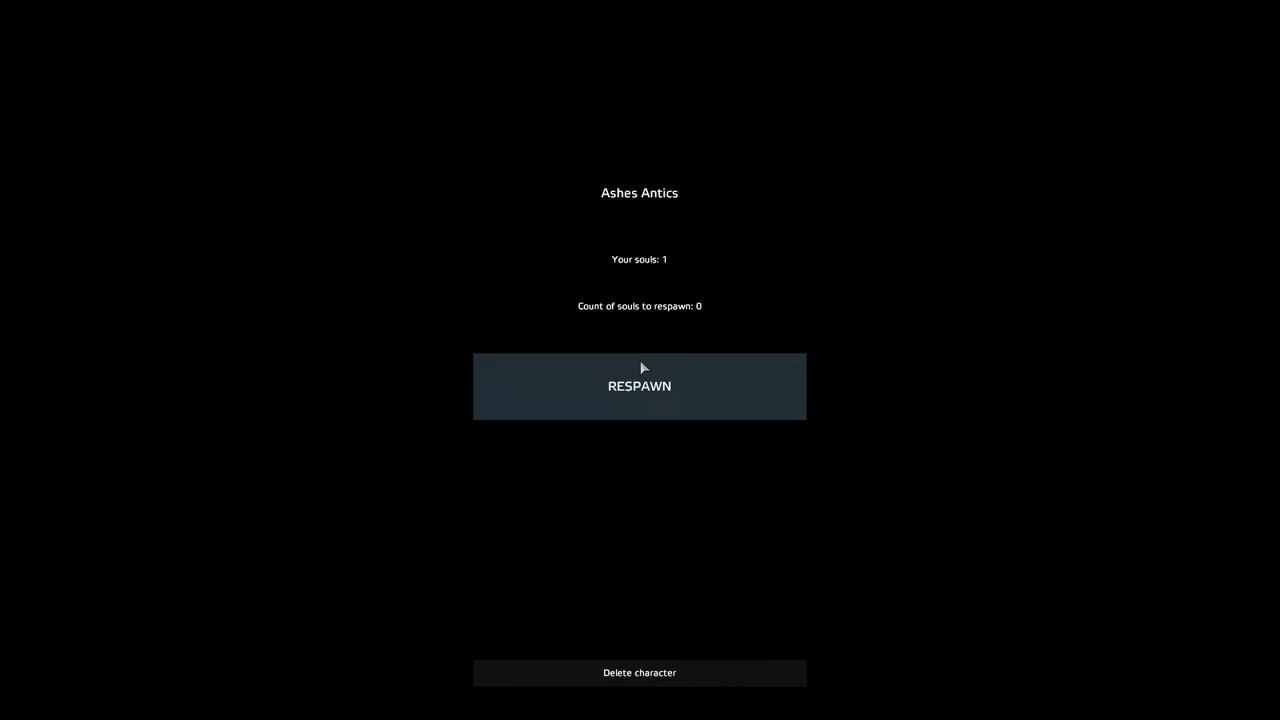 Ashes Antics
Your souls: 1
Count of souls to respawn: 0
RESPAWN
Delete character